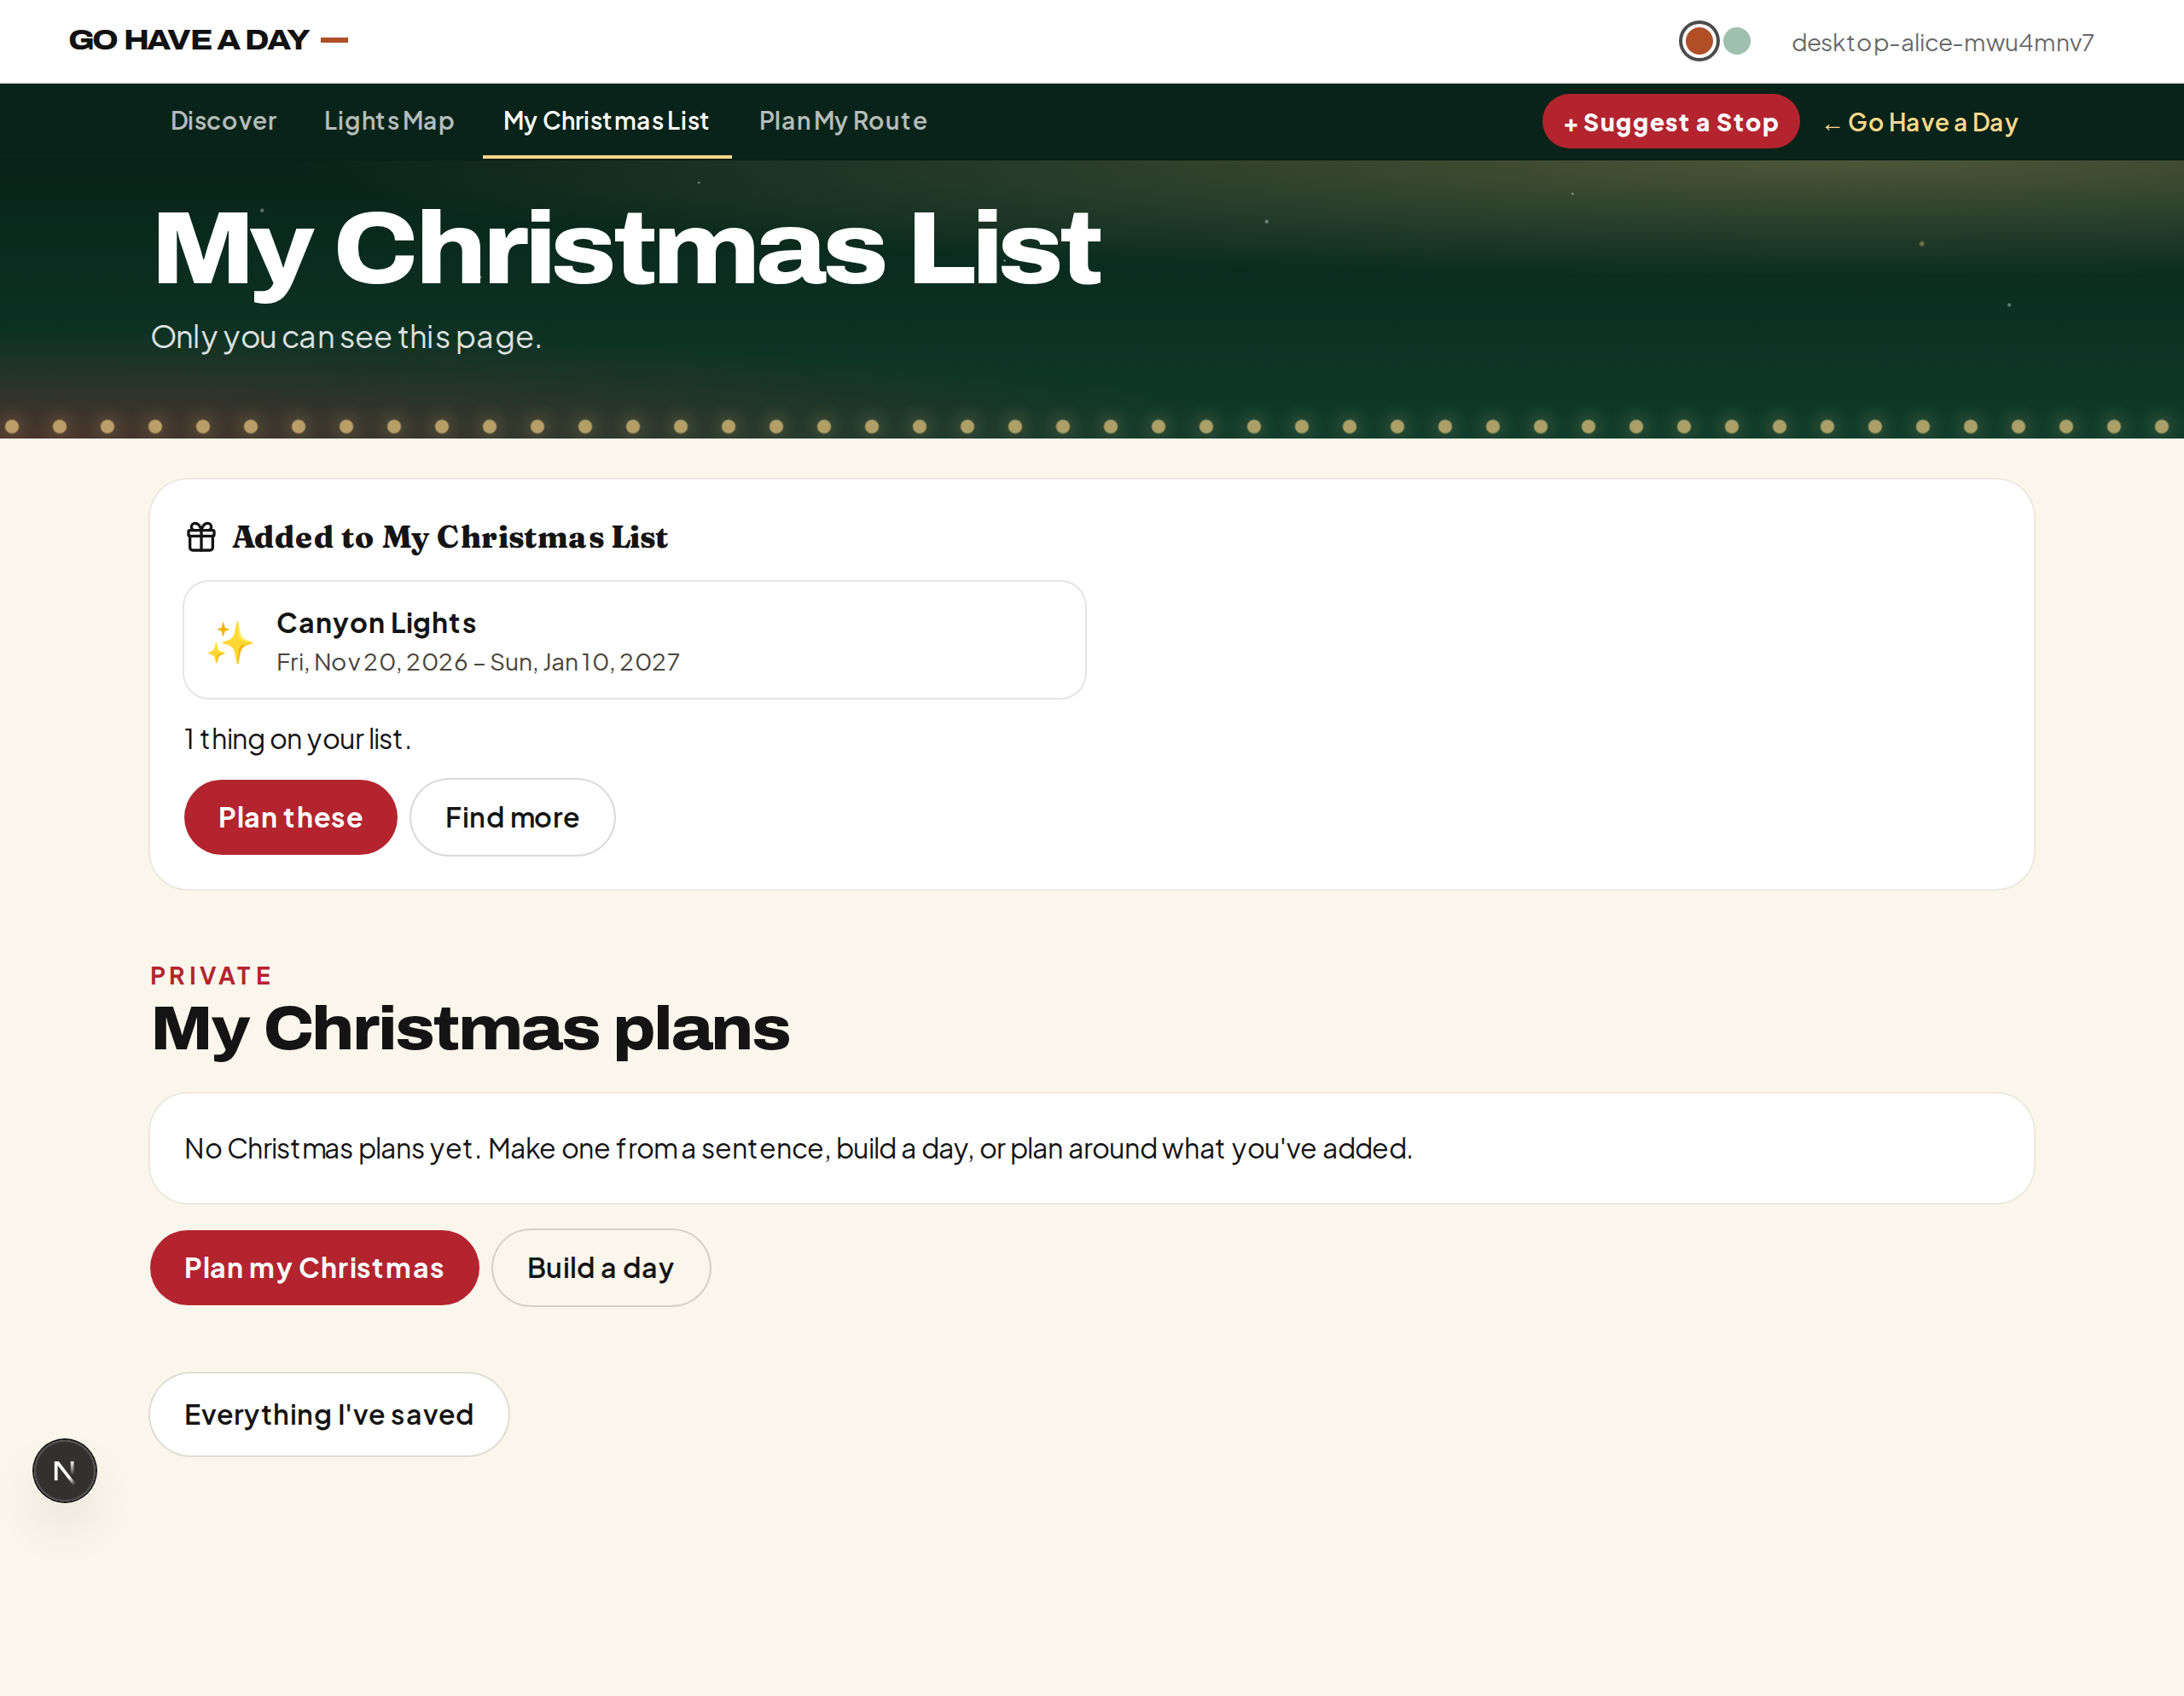 GO HAVE A DAY
desktop-alice-mwu4mnv7
Discover
Lights Map
My Christmas List
Plan My Route
+ Suggest a Stop
← Go Have a Day
My Christmas List
Only you can see this page.
Added to My Christmas List
Canyon Lights
Fri, Nov 20, 2026 – Sun, Jan 10, 2027
1 thing on your list.
Plan these
Find more
PRIVATE
My Christmas plans
No Christmas plans yet. Make one from a sentence, build a day, or plan around what you've added.
Plan my Christmas
Build a day
Everything I've saved
N